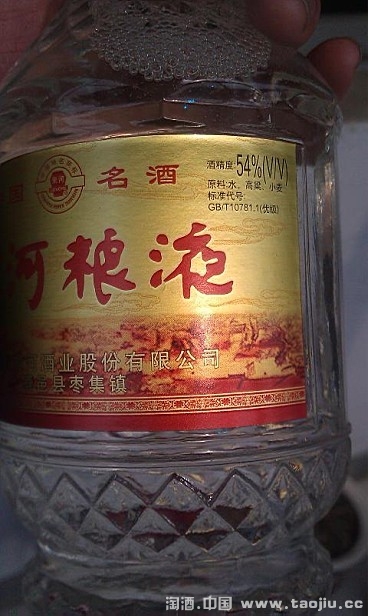 国 名酒
酒精度:54%(V/V)
原料:水、高粱、小麦
标准代号:
GB/T10781.1(优级)
河粮液
酒业股份有限公司
邑县枣集镇
淘酒.中国 www.taojiu.cc